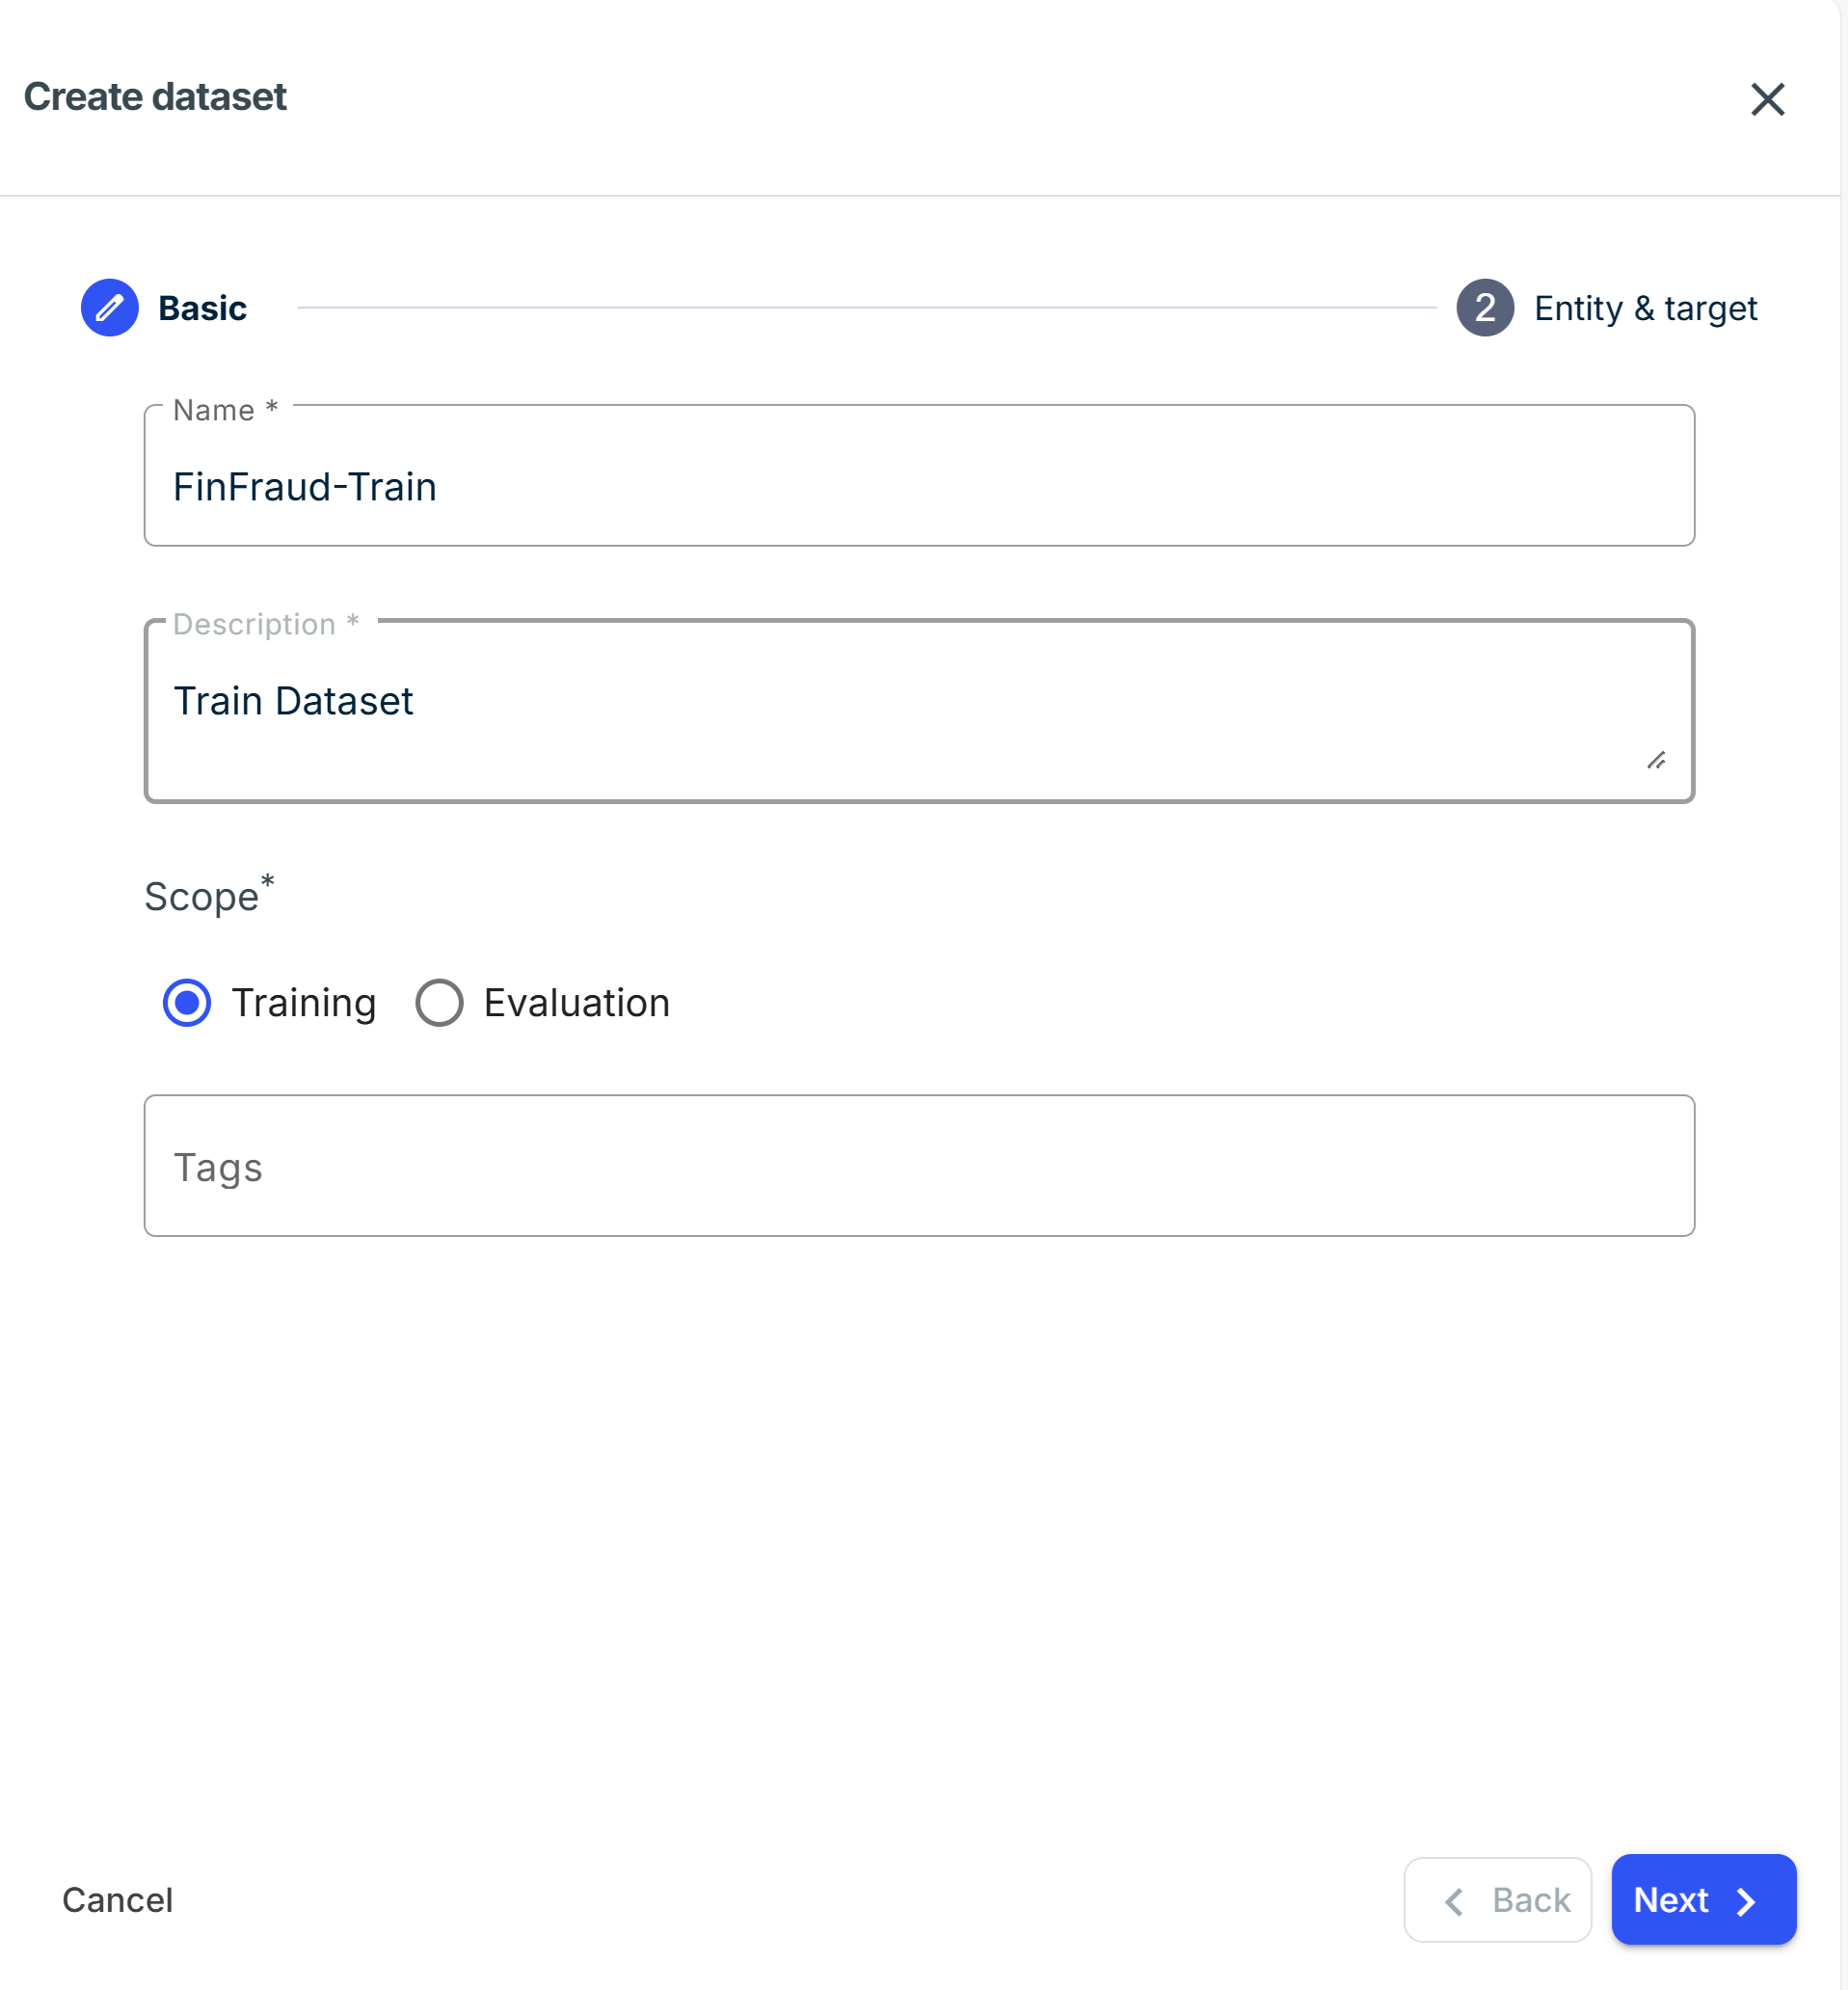 Create dataset
Basic
2 Entity & target
Name *
FinFraud-Train
Description *
Train Dataset
Scope*
Training Evaluation
Tags
Cancel
Back
Next